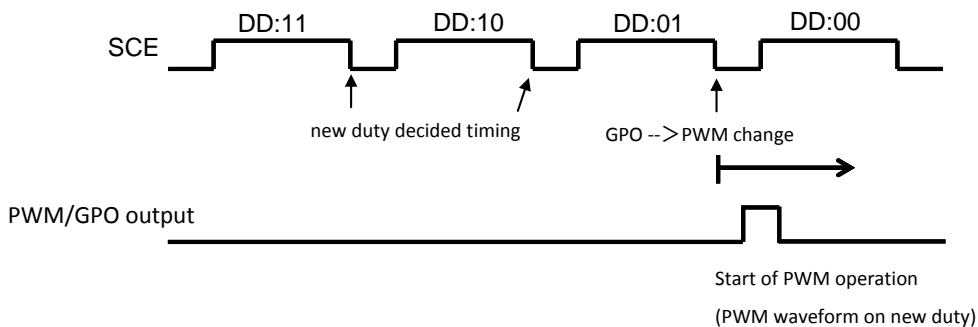 DD:11 DD:10 DD:01 DD:00
SCE
new duty decided timing
GPO --＞PWM change
PWM/GPO output
Start of PWM operation
(PWM waveform on new duty)